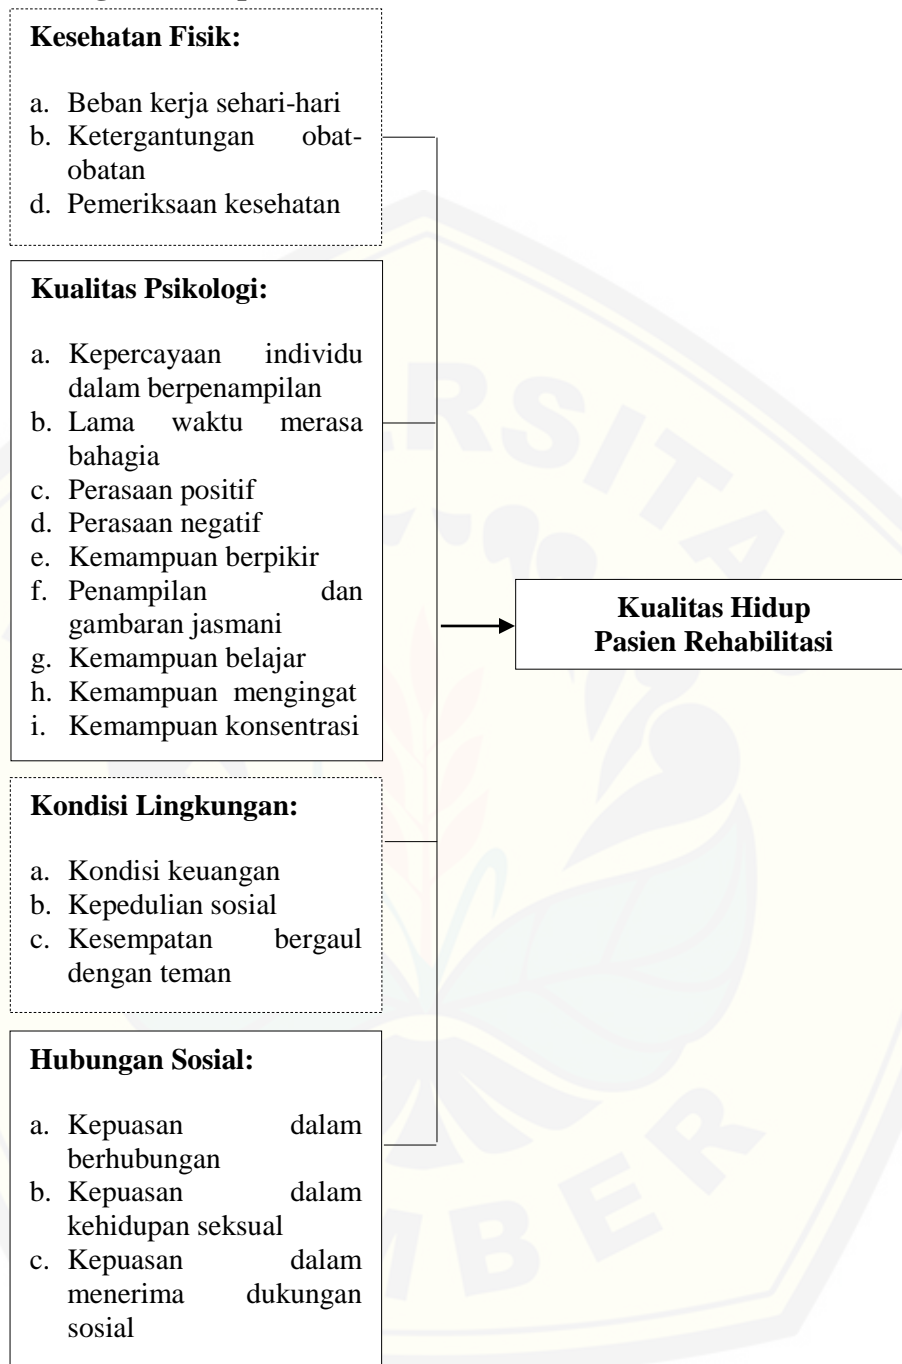 Kesehatan Fisik:
a. Beban kerja sehari-hari
b. Ketergantungan obat-
obatan
d. Pemeriksaan kesehatan
Kualitas Psikologi:
a. Kepercayaan individu
dalam berpenampilan
b. Lama waktu merasa
bahagia
c. Perasaan positif
d. Perasaan negatif
e. Kemampuan berpikir
f. Penampilan dan
gambaran jasmani
g. Kemampuan belajar
h. Kemampuan mengingat
i. Kemampuan konsentrasi
Kualitas Hidup
Pasien Rehabilitasi
Kondisi Lingkungan:
a. Kondisi keuangan
b. Kepedulian sosial
c. Kesempatan bergaul
dengan teman
Hubungan Sosial:
a. Kepuasan dalam
berhubungan
b. Kepuasan dalam
kehidupan seksual
c. Kepuasan dalam
menerima dukungan
sosial